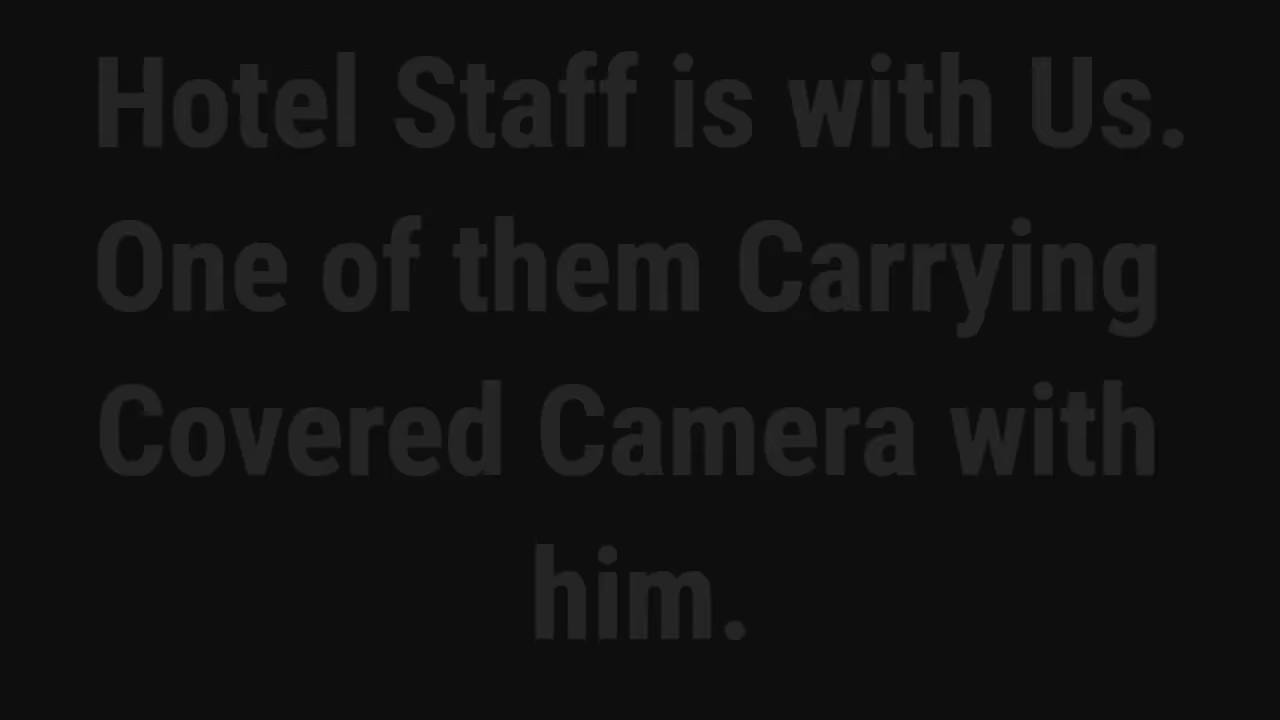 Hotel Staff is with Us.
One of them Carrying
Covered Camera with
him.